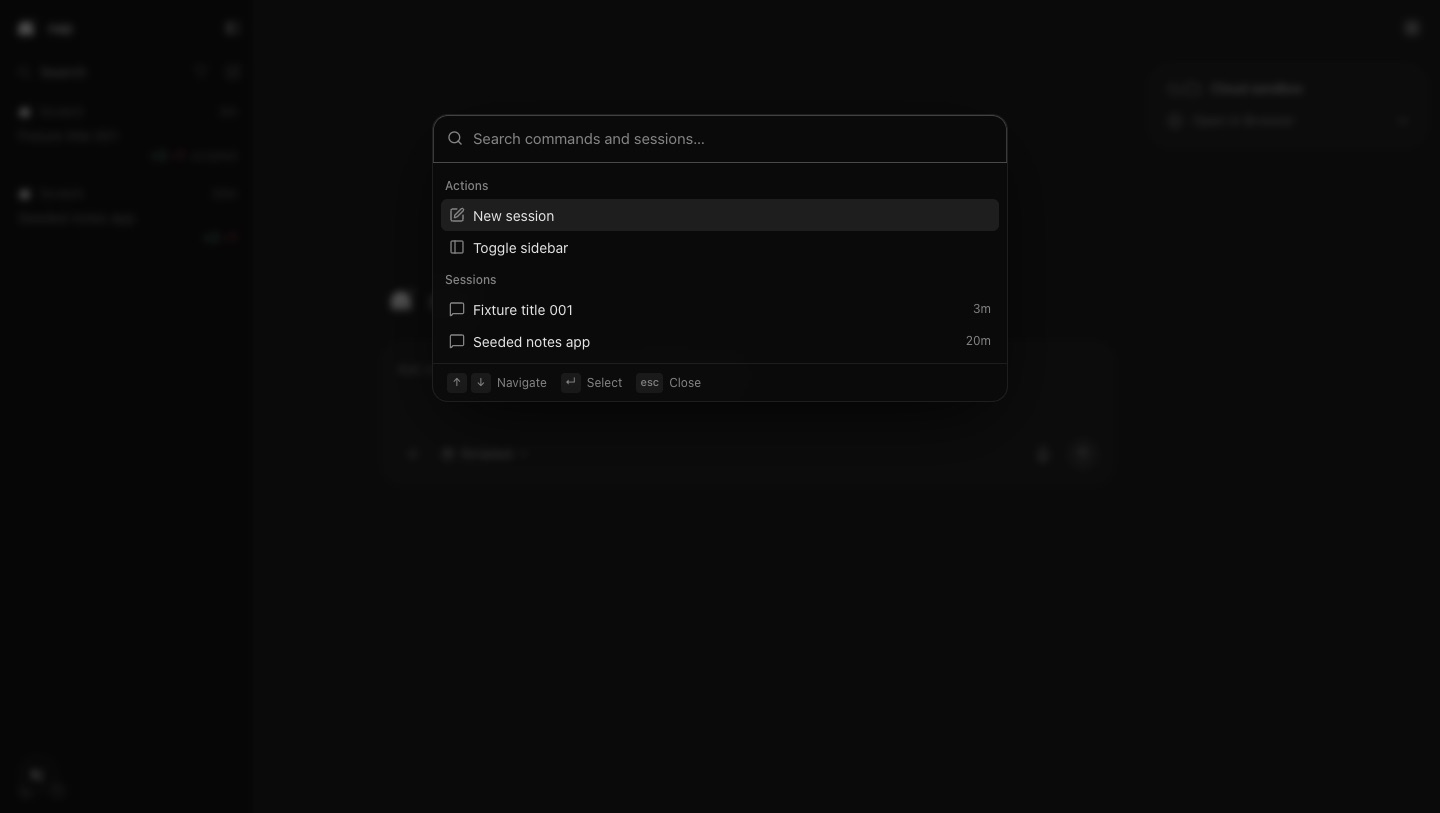 Search commands and sessions...
Actions
New session
Toggle sidebar
Sessions
Fixture title 001 3m
Seeded notes app 20m
↑ ↓ Navigate ↵ Select esc Close